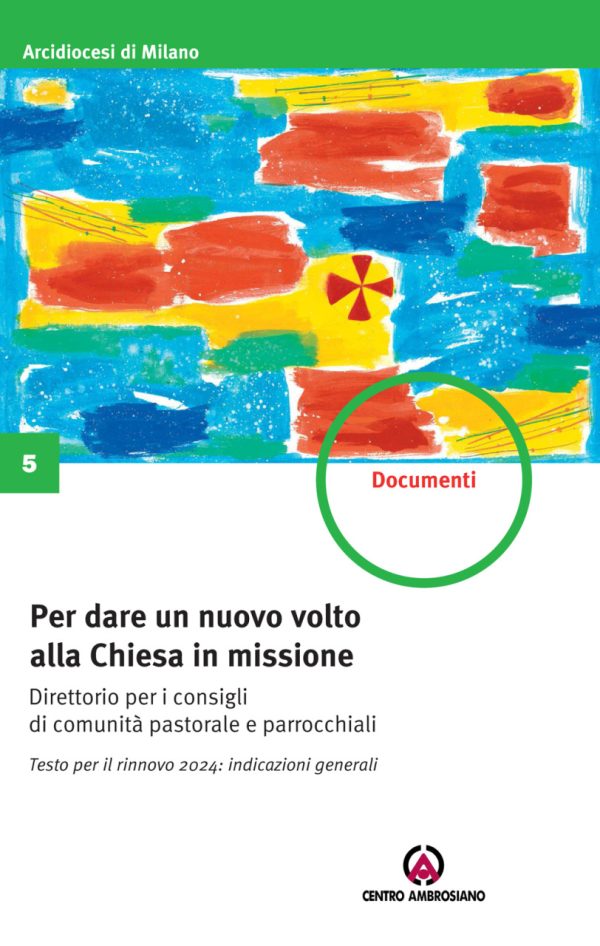 Arcidiocesi di Milano
5
Documenti
Per dare un nuovo volto
alla Chiesa in missione
Direttorio per i consigli
di comunità pastorale e parrocchiali
Testo per il rinnovo 2024: indicazioni generali
CENTRO AMBROSIANO